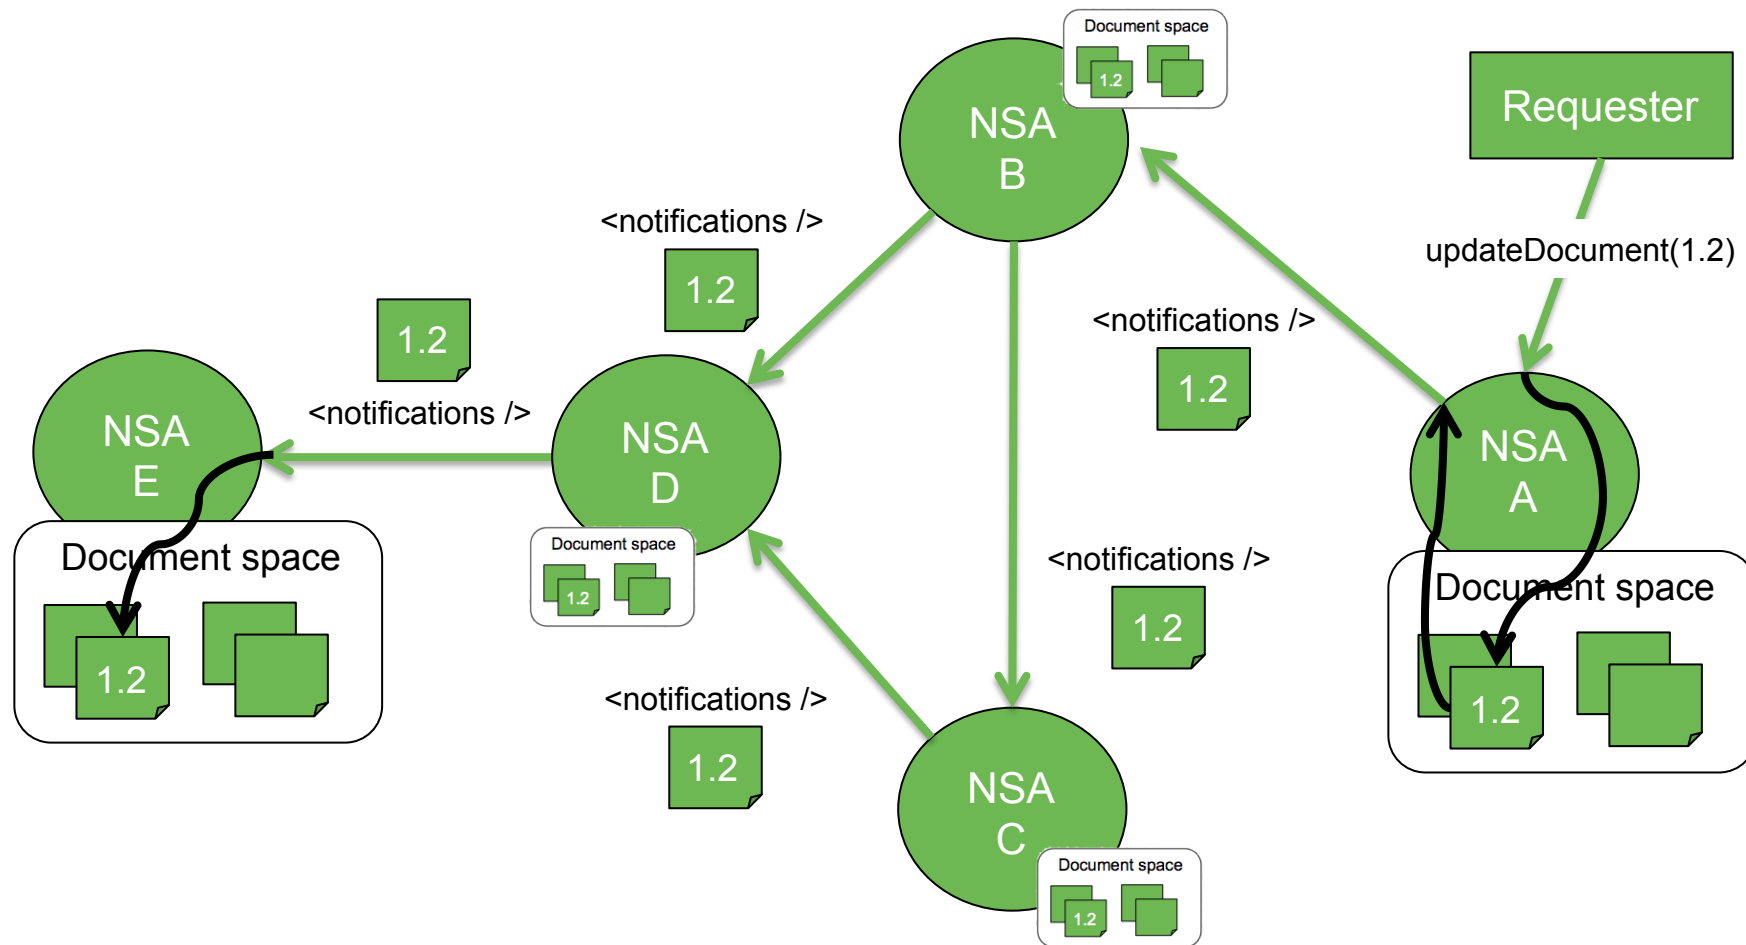 Document space
1.2
NSA
B
Requester
<notifications />
1.2
updateDocument(1.2)
1.2
<notifications />
<notifications />
1.2
NSA
E
NSA
D
NSA
A
Document space
1.2
Document space
1.2
<notifications />
1.2
Document space
1.2
<notifications />
1.2
NSA
C
Document space
1.2